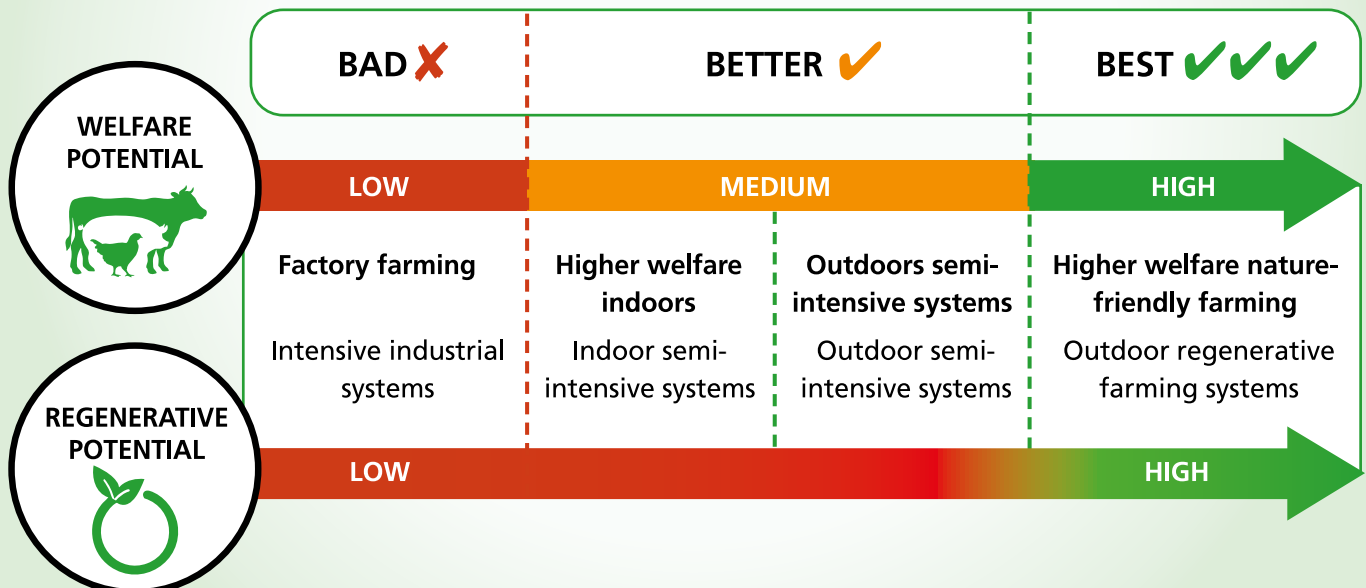 BAD
BETTER
BEST
WELFARE
POTENTIAL
LOW
MEDIUM
HIGH
Factory farming
Intensive industrial
systems
Higher welfare
indoors
Indoor semi-
intensive systems
Outdoors semi-
intensive systems
Outdoor semi-
intensive systems
Higher welfare nature-
friendly farming
Outdoor regenerative
farming systems
REGENERATIVE
POTENTIAL
LOW
HIGH